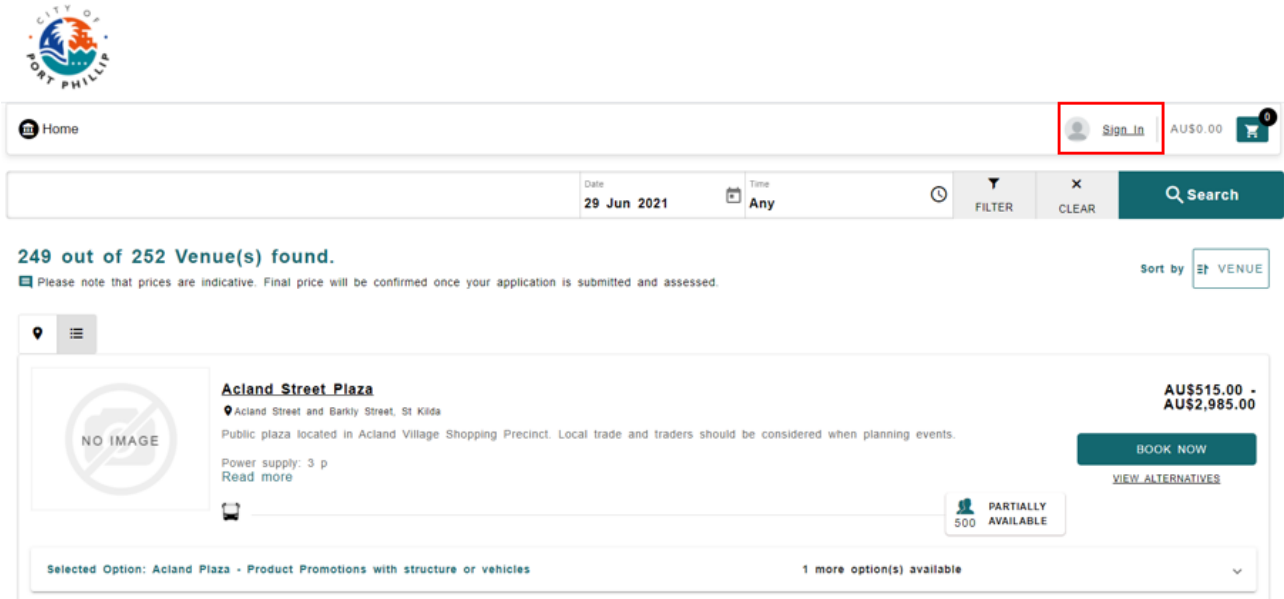 CITY OF
PORT PHILLIP
Home
Sign In
AU$0.00
0
Date
29 Jun 2021
Time
Any
FILTER
CLEAR
Search
249 out of 252 Venue(s) found.
Please note that prices are indicative. Final price will be confirmed once your application is submitted and assessed.
Sort by
VENUE
NO IMAGE
Acland Street Plaza
Acland Street and Barkly Street, St Kilda
Public plaza located in Acland Village Shopping Precinct. Local trade and traders should be considered when planning events.
Power supply: 3 p
Read more
AU$515.00 -
AU$2,985.00
BOOK NOW
VIEW ALTERNATIVES
500
PARTIALLY
AVAILABLE
Selected Option: Acland Plaza - Product Promotions with structure or vehicles
1 more option(s) available